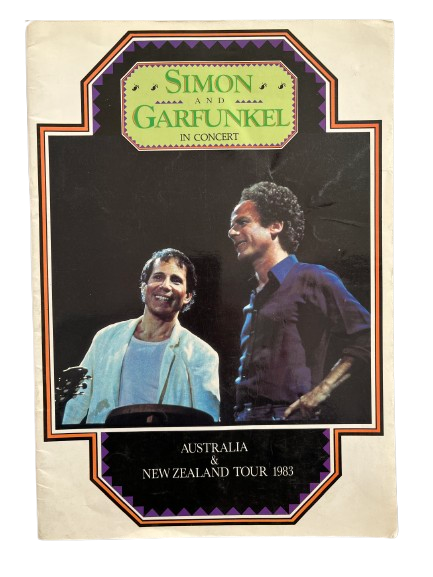 SIMON
AND
GARFUNKEL
IN CONCERT
AUSTRALIA
&
NEW ZEALAND TOUR 1983